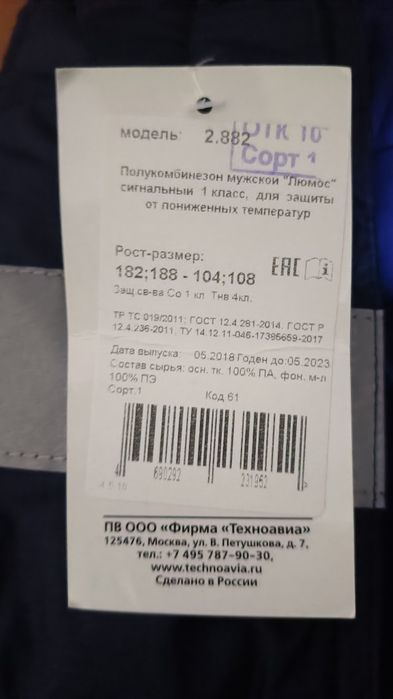 модель: 2.882
ОТК 10
Сорт 1
Полукомбинезон мужской "Люмос"
сигнальный 1 класс, для защиты
от пониженных температур
Рост-размер:
182;188 - 104;108
EAC
Защ.св-ва Со 1 кл. Тнв 4кл.
ТР ТС 019/2011; ГОСТ 12.4.281-2014, ГОСТ Р
12.4.236-2011. ТУ 14.12.11-046-17395659-2017
Дата выпуска: 05.2018 Годен до:05.2023
Состав сырья: осн. тк. 100% ПА, фон. м-л
100% ПЭ
Сорт.1 Код 61
4 690292 231952
ПВ ООО «Фирма «Техноавиа»
125476, Москва, ул. В. Петушкова, д. 7,
тел.: +7 495 787-90-30,
www.technoavia.ru
Сделано в России